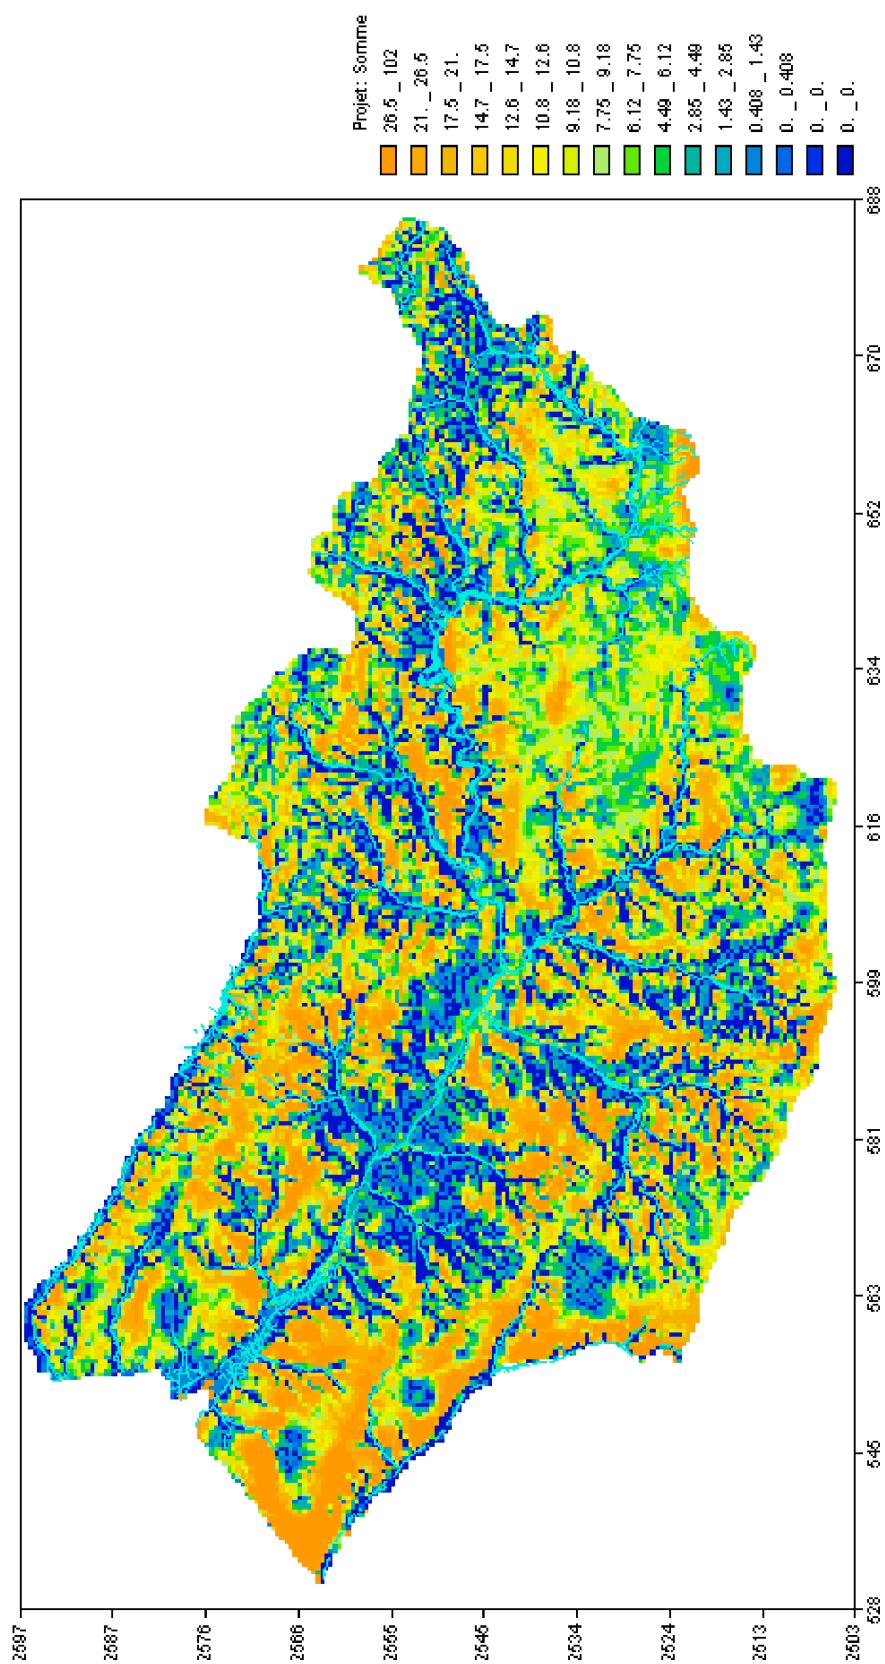 Projet: Somme
26.5 _ 102
21. _ 26.5
17.5 _ 21.
14.7 _ 17.5
12.6 _ 14.7
10.8 _ 12.6
9.18 _ 10.8
7.75 _ 9.18
6.12 _ 7.75
4.49 _ 6.12
2.85 _ 4.49
1.43 _ 2.85
0.408 _ 1.43
0. _ 0.408
0. _ 0.
0. _ 0.
2597
2587
2576
2566
2555
2546
2534
2524
2513
2503
528
545
563
581
599
616
634
652
670
688